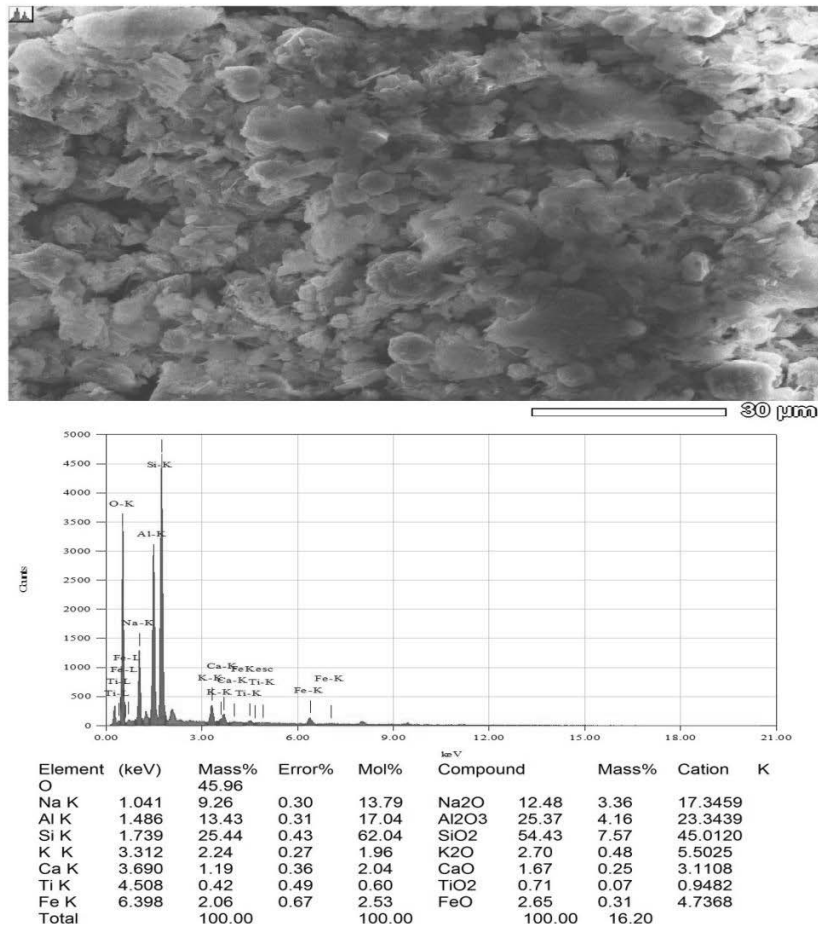 30 µm
5000
4500
4000
3500
3000
2500
2000
1500
1000
500
0
Counts
Si-K
O-K
Al-K
Na-K
Fe-L
Fe-L
Ti-L
Ti-L
Ca-K
FeKesc
K-K
Ca-K
Ti-K
K-K
Ti-K
Fe-K
Fe-K
0.00 3.00 6.00 9.00 12.00 15.00 18.00 21.00
keV
Element (keV) Mass% Error% Mol% Compound Mass% Cation K
O 45.96
Na K 1.041 9.26 0.30 13.79 Na2O 12.48 3.36 17.3459
Al K 1.486 13.43 0.31 17.04 Al2O3 25.37 4.16 23.3439
Si K 1.739 25.44 0.43 62.04 SiO2 54.43 7.57 45.0120
K K 3.312 2.24 0.27 1.96 K2O 2.70 0.48 5.5025
Ca K 3.690 1.19 0.36 2.04 CaO 1.67 0.25 3.1108
Ti K 4.508 0.42 0.49 0.60 TiO2 0.71 0.07 0.9482
Fe K 6.398 2.06 0.67 2.53 FeO 2.65 0.31 4.7368
Total 100.00 100.00 100.00 16.20